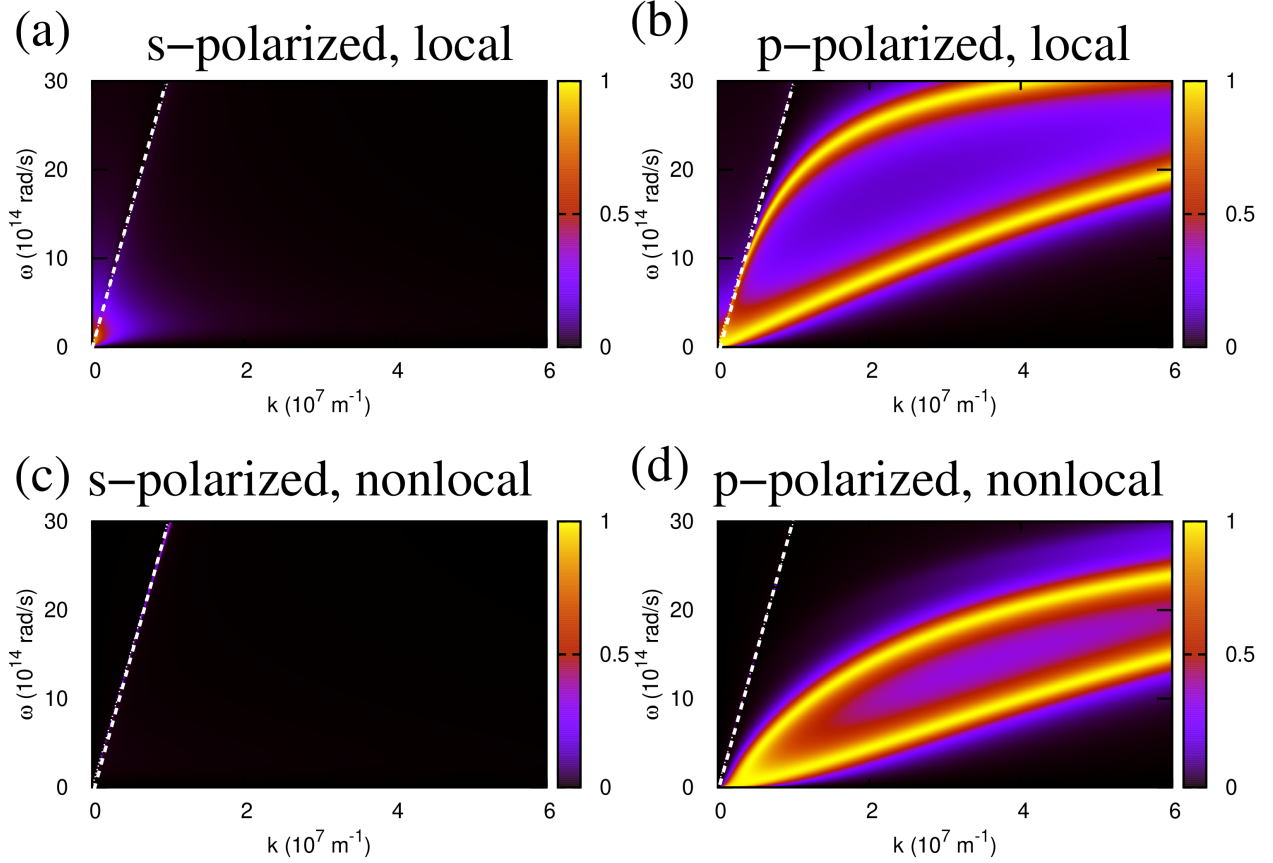 (a) s−polarized, local
30
20
10
0
ω (10^14 rad/s)
0 2 4 6
k (10^7 m^-1)
1
0.5
0
(b) p−polarized, local
30
20
10
0
ω (10^14 rad/s)
0 2 4 6
k (10^7 m^-1)
1
0.5
0
(c) s−polarized, nonlocal
30
20
10
0
ω (10^14 rad/s)
0 2 4 6
k (10^7 m^-1)
1
0.5
0
(d) p−polarized, nonlocal
30
20
10
0
ω (10^14 rad/s)
0 2 4 6
k (10^7 m^-1)
1
0.5
0